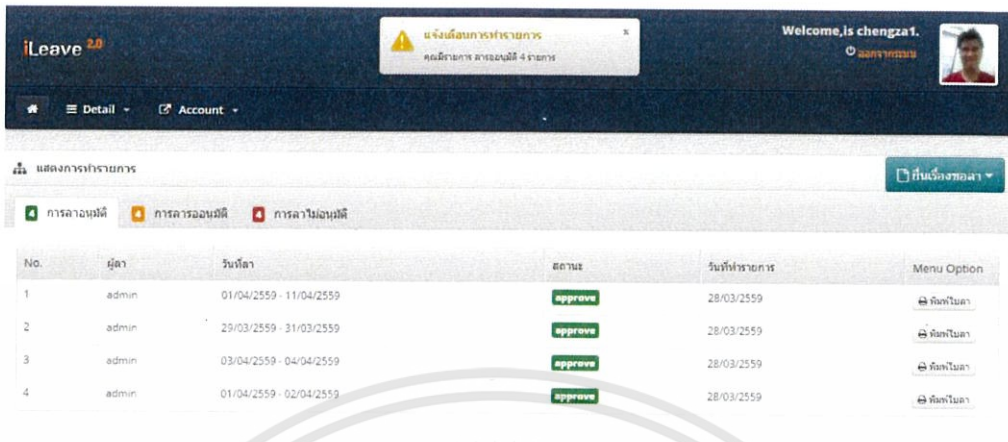 iLeave 2.0
แจ้งเตือนการทำรายการ x
คุณมีรายการ ลารออนุมัติ 4 รายการ
Welcome,is chengza1.
ออกจากระบบ
Detail
Account
แสดงการทำรายการ
ยื่นเรื่องขอลา
4 การลาอนุมัติ 4 การลารออนุมัติ 4 การลาไม่อนุมัติ
No. ผู้ลา วันที่ลา สถานะ วันที่ทำรายการ Menu Option
1 admin 01/04/2559 - 11/04/2559 approve 28/03/2559 พิมพ์ใบลา
2 admin 29/03/2559 - 31/03/2559 approve 28/03/2559 พิมพ์ใบลา
3 admin 03/04/2559 - 04/04/2559 approve 28/03/2559 พิมพ์ใบลา
4 admin 01/04/2559 - 02/04/2559 approve 28/03/2559 พิมพ์ใบลา